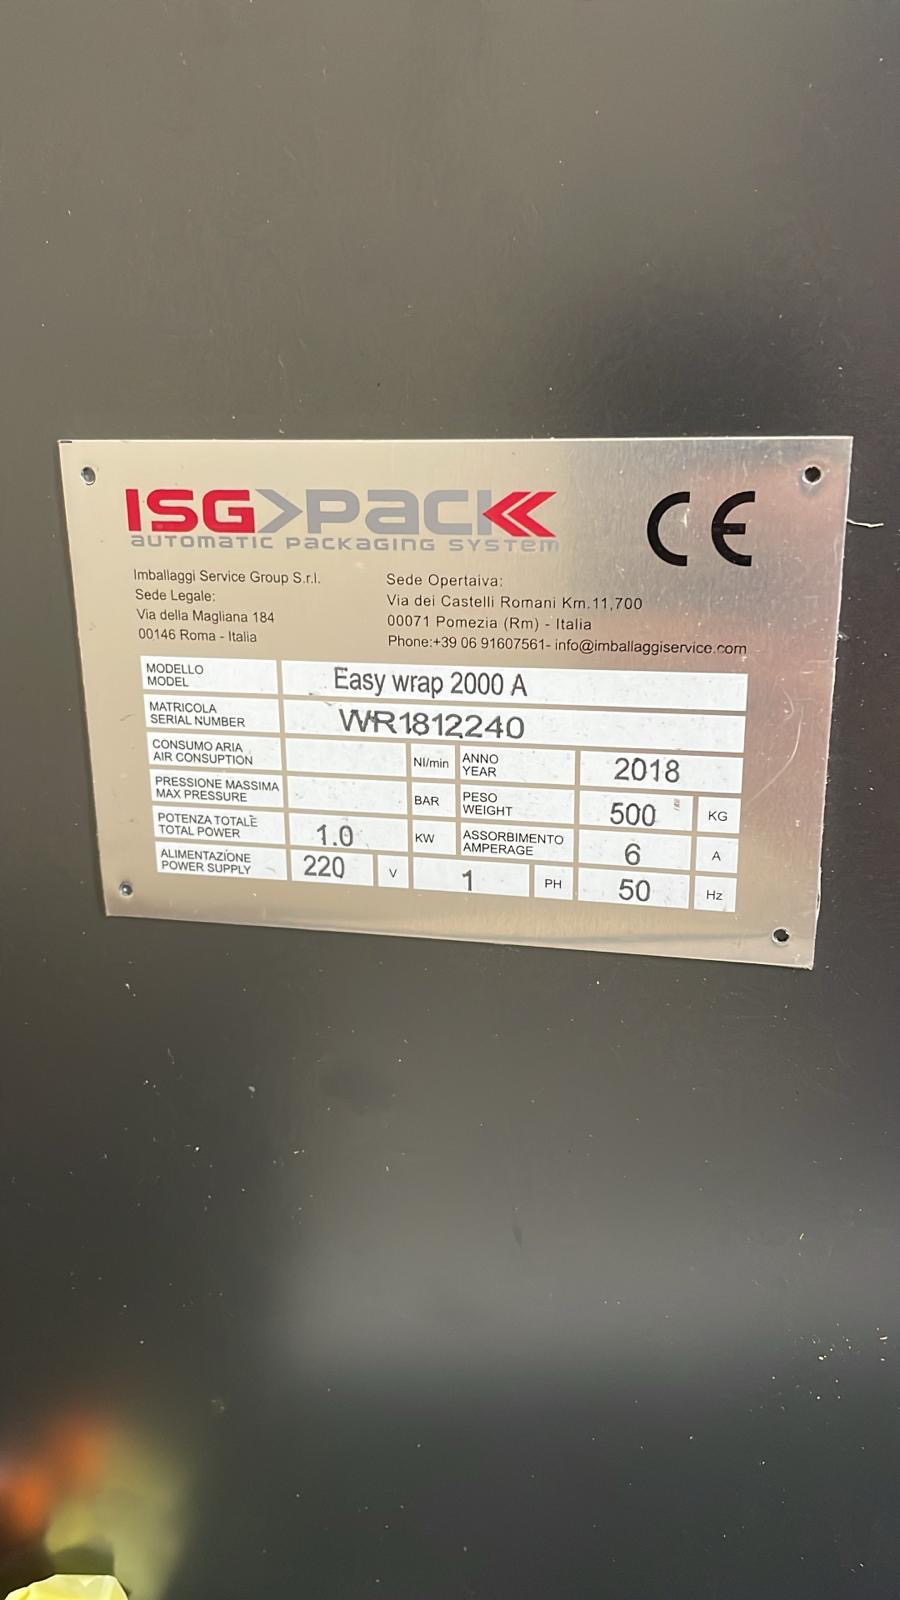 ISG>PACK
AUTOMATIC PACKAGING SYSTEM
CE
Imballaggi Service Group S.r.l.
Sede Legale:
Via della Magliana 184
00146 Roma - Italia
Sede Opertaiva:
Via dei Castelli Romani Km.11,700
00071 Pomezia (Rm) - Italia
Phone:+39 06 91607561- info@imballaggiservice.com
MODELLO
MODEL
Easy wrap 2000 A
MATRICOLA
SERIAL NUMBER
WR1812240
CONSUMO ARIA
AIR CONSUPTION
Nl/min
ANNO
YEAR
2018
PRESSIONE MASSIMA
MAX PRESSURE
BAR
PESO
WEIGHT
500
KG
POTENZA TOTALE
TOTAL POWER
1.0
KW
ASSORBIMENTO
AMPERAGE
6
A
ALIMENTAZIONE
POWER SUPPLY
220
V
1
PH
50
Hz